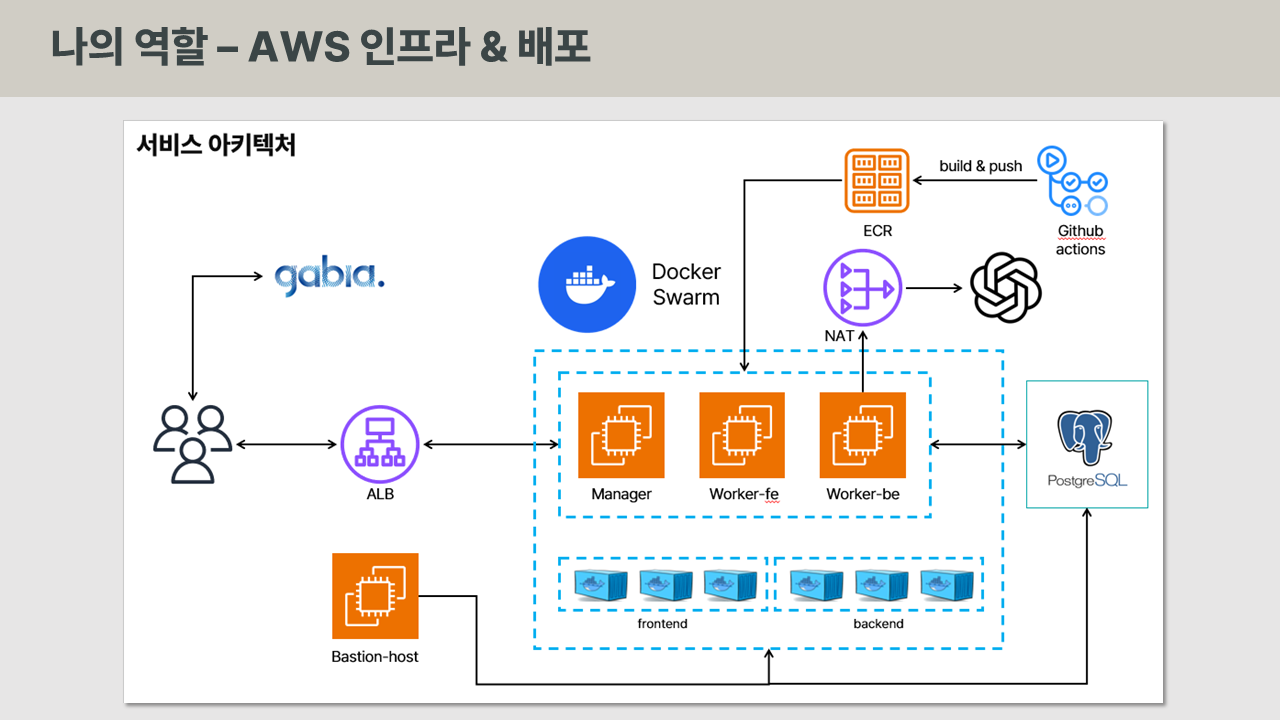 나의 역할 – AWS 인프라 & 배포
서비스 아키텍처
build & push
ECR
Github
actions
gabia.
Docker
Swarm
NAT
Manager
Worker-fe
Worker-be
PostgreSQL
ALB
frontend
backend
Bastion-host